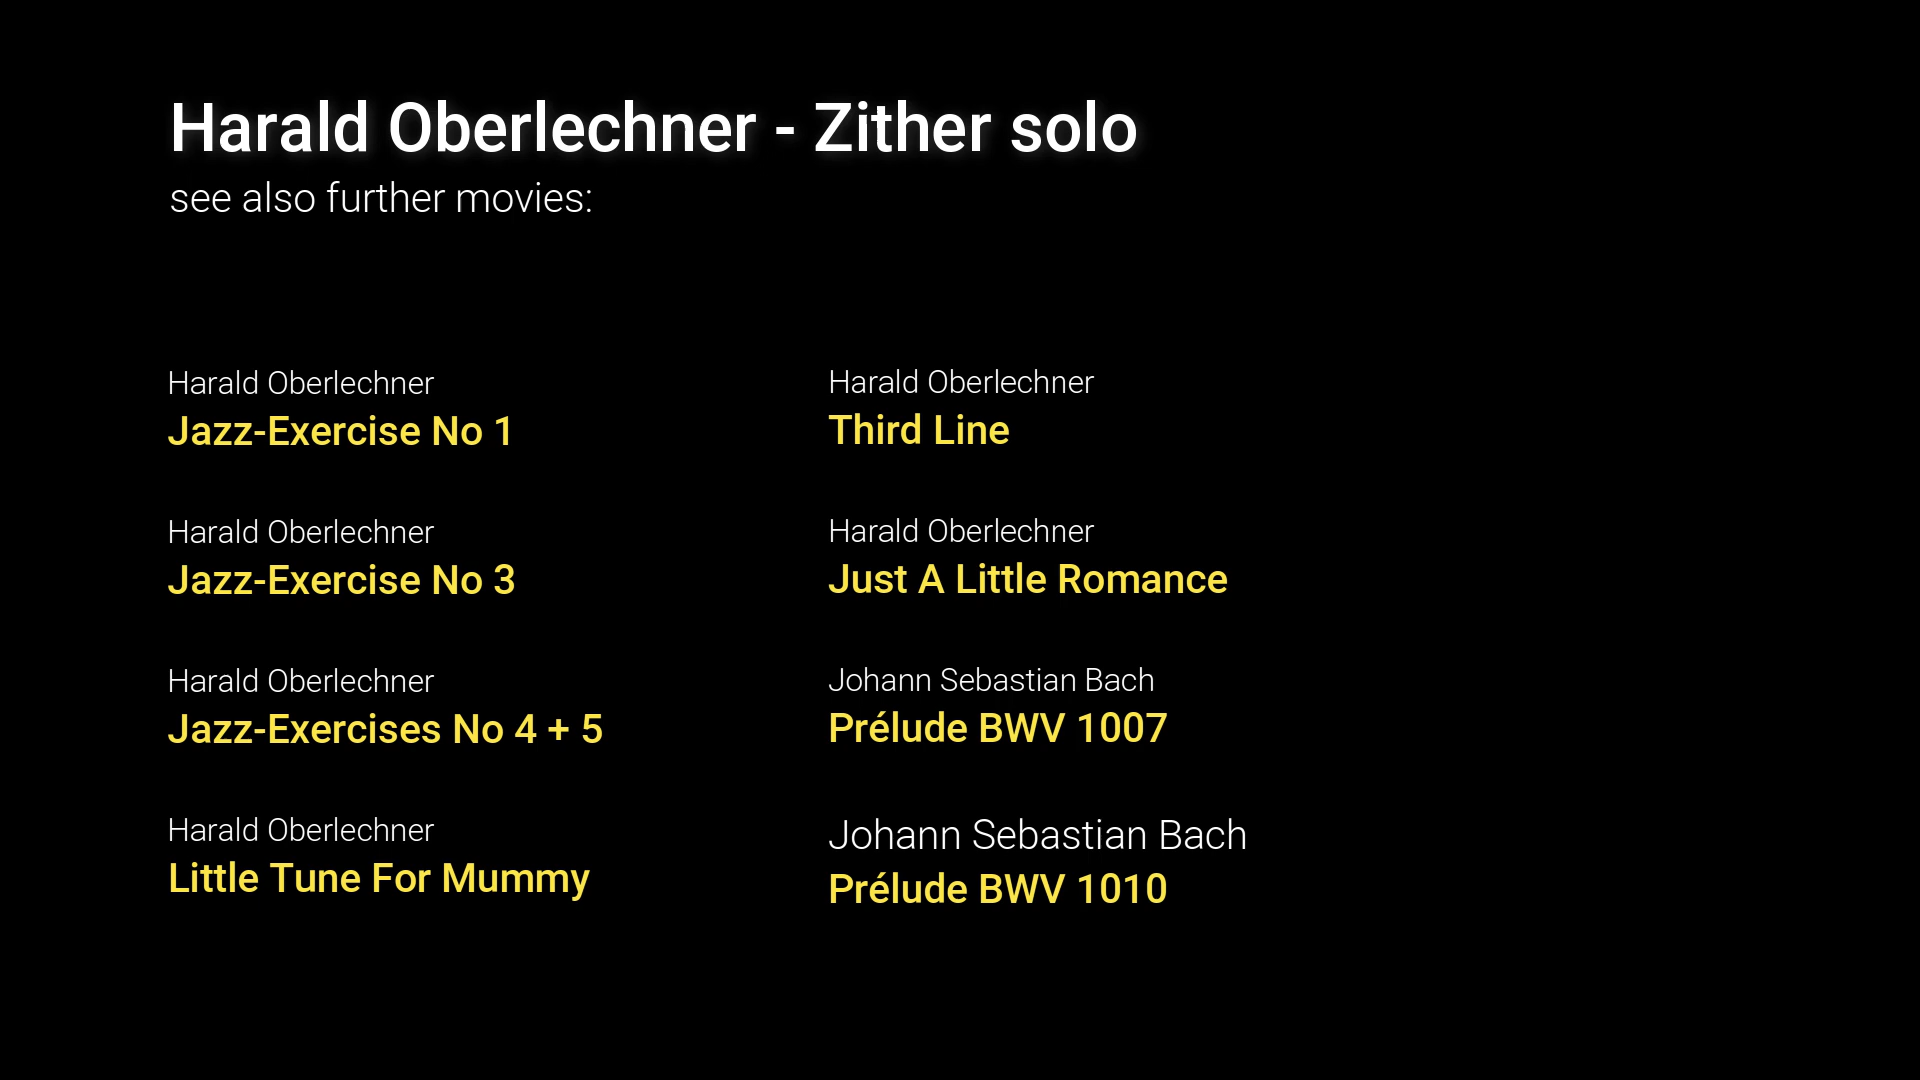 Harald Oberlechner - Zither solo
see also further movies:
Harald Oberlechner
Jazz-Exercise No 1
Harald Oberlechner
Jazz-Exercise No 3
Harald Oberlechner
Jazz-Exercises No 4 + 5
Harald Oberlechner
Little Tune For Mummy
Harald Oberlechner
Third Line
Harald Oberlechner
Just A Little Romance
Johann Sebastian Bach
Prélude BWV 1007
Johann Sebastian Bach
Prélude BWV 1010